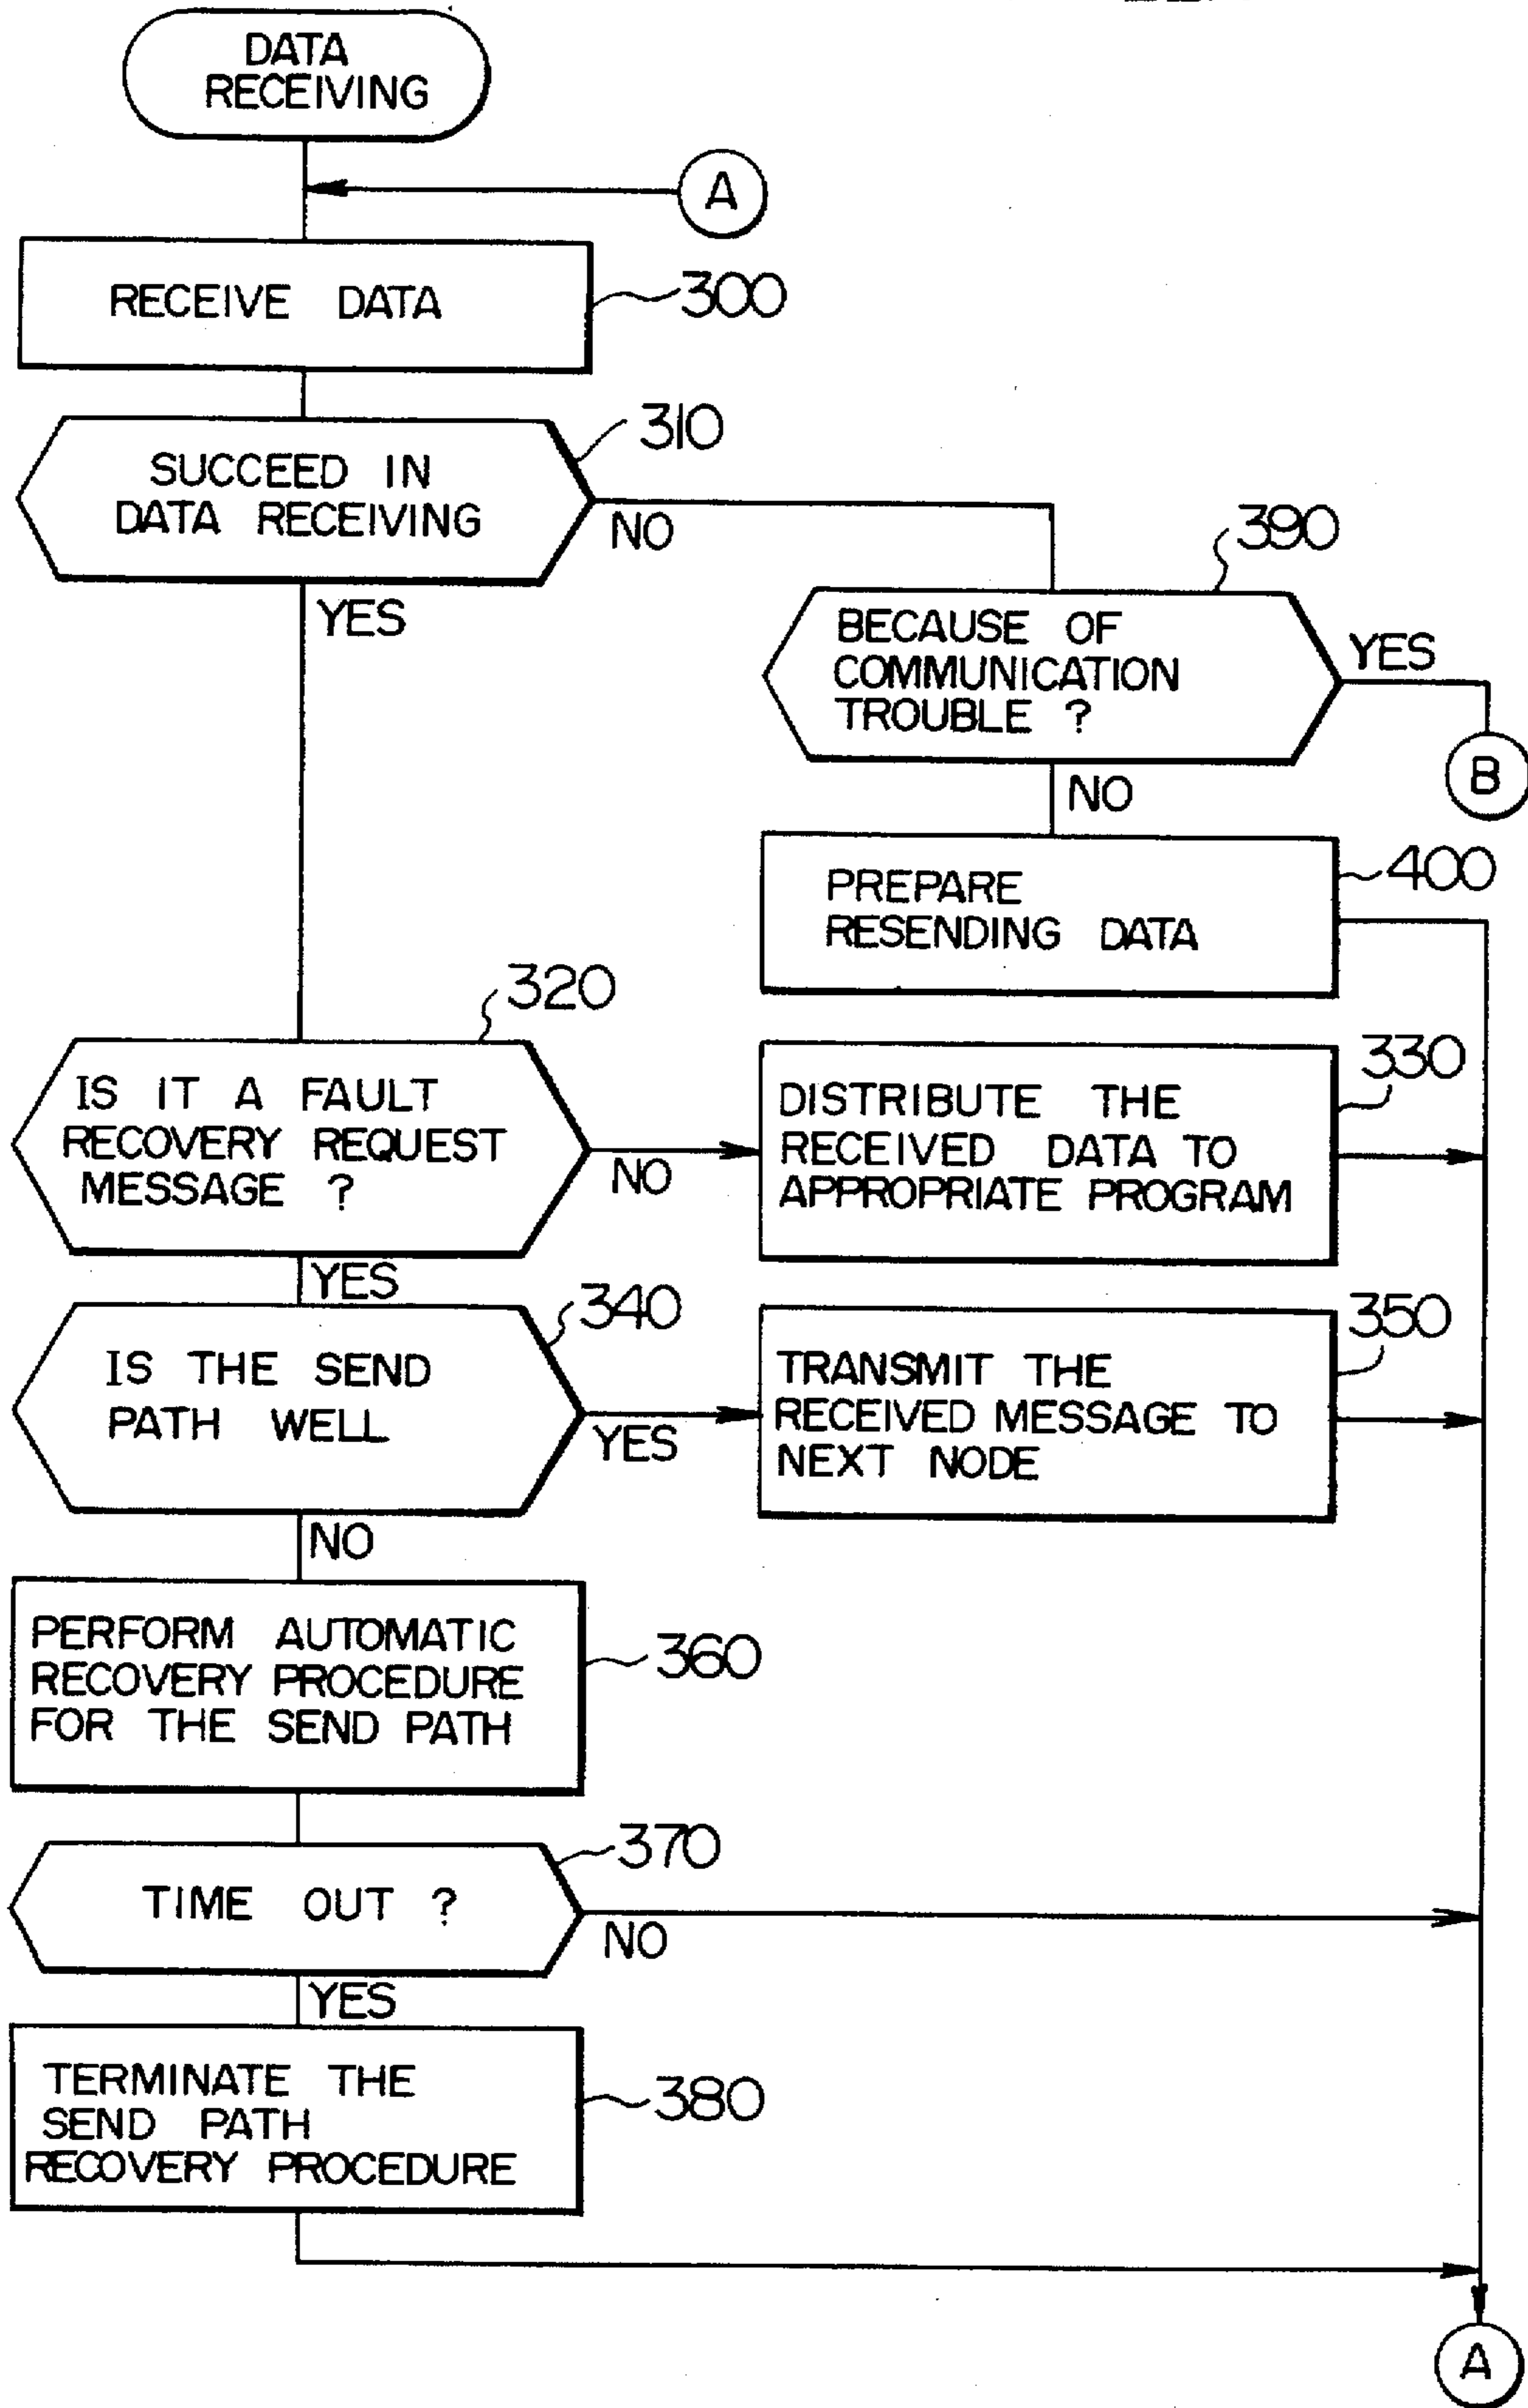 DATA
RECEIVING
A
RECEIVE DATA
300
310
SUCCEED IN
DATA RECEIVING
NO
YES
390
BECAUSE OF
COMMUNICATION
TROUBLE ?
YES
B
NO
PREPARE
RESENDING DATA
400
320
IS IT A FAULT
RECOVERY REQUEST
MESSAGE ?
NO
330
DISTRIBUTE THE
RECEIVED DATA TO
APPROPRIATE PROGRAM
YES
340
IS THE SEND
PATH WELL
YES
350
TRANSMIT THE
RECEIVED MESSAGE TO
NEXT NODE
NO
PERFORM AUTOMATIC
RECOVERY PROCEDURE
FOR THE SEND PATH
360
370
TIME OUT ?
NO
YES
TERMINATE THE
SEND PATH
RECOVERY PROCEDURE
380
A